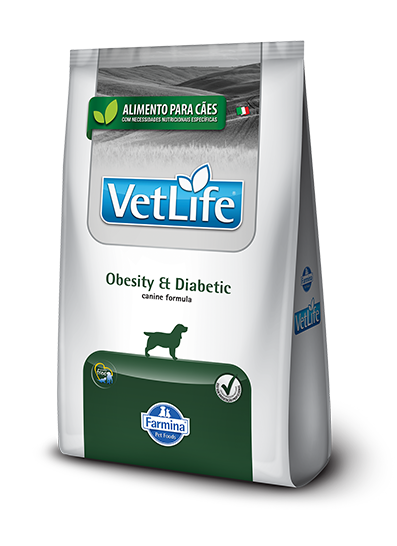 ALIMENTO PARA CÃES
COM NECESSIDADES NUTRICIONAIS ESPECÍFICAS
VetLife
Obesity & Diabetic
canine formula
Farmina
Pet Foods
VetLife